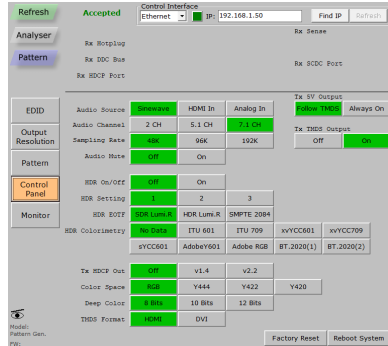 Refresh
Accepted
Control Interface
Ethernet
IP: 192.168.1.50
Find IP
Refresh
Analyser
Rx Sense
Rx Hotplug
Pattern
Rx DDC Bus
Rx SCDC Port
Rx HDCP Port
Tx 5V Output
EDID
Audio Source
Sinewave
HDMI In
Analog In
Follow TMDS
Always On
Audio Channel
2 CH
5.1 CH
7.1 CH
Tx TMDS Output
Output Resolution
Sampling Rate
48K
96K
192K
Off
On
Audio Mute
Off
On
Pattern
Control Panel
HDR On/Off
Off
On
HDR Setting
1
2
3
Monitor
HDR EOTF
SDR Lumi.R
HDR Lumi.R
SMPTE 2084
HDR Colorimetry
No Data
ITU 601
ITU 709
xvYCC601
xvYCC709
sYCC601
AdobeY601
Adobe RGB
BT.2020(1)
BT.2020(2)
Tx HDCP Out
Off
v1.4
v2.2
Color Space
RGB
Y444
Y422
Y420
Deep Color
8 Bits
10 Bits
12 Bits
TMDS Format
HDMI
DVI
Model:
Pattern Gen.
FW:
Factory Reset
Reboot System